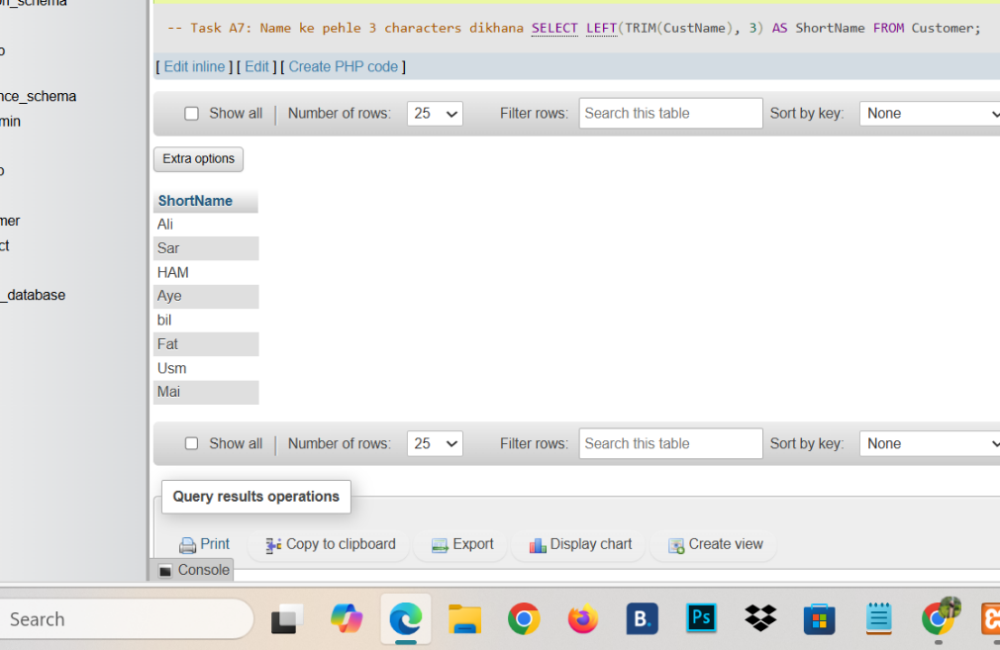 -- Task A7: Name ke pehle 3 characters dikhana SELECT LEFT(TRIM(CustName), 3) AS ShortName FROM Customer;
[ Edit inline ] [ Edit ] [ Create PHP code ]
nce_schema
min
Show all | Number of rows: 25 Filter rows: Search this table Sort by key: None
Extra options
ShortName
Ali
Sar
mer
ct
HAM
Aye
_database
bil
Fat
Usm
Mai
Show all | Number of rows: 25 Filter rows: Search this table Sort by key: None
Query results operations
Print Copy to clipboard Export Display chart Create view
Console
Search
B.
Ps